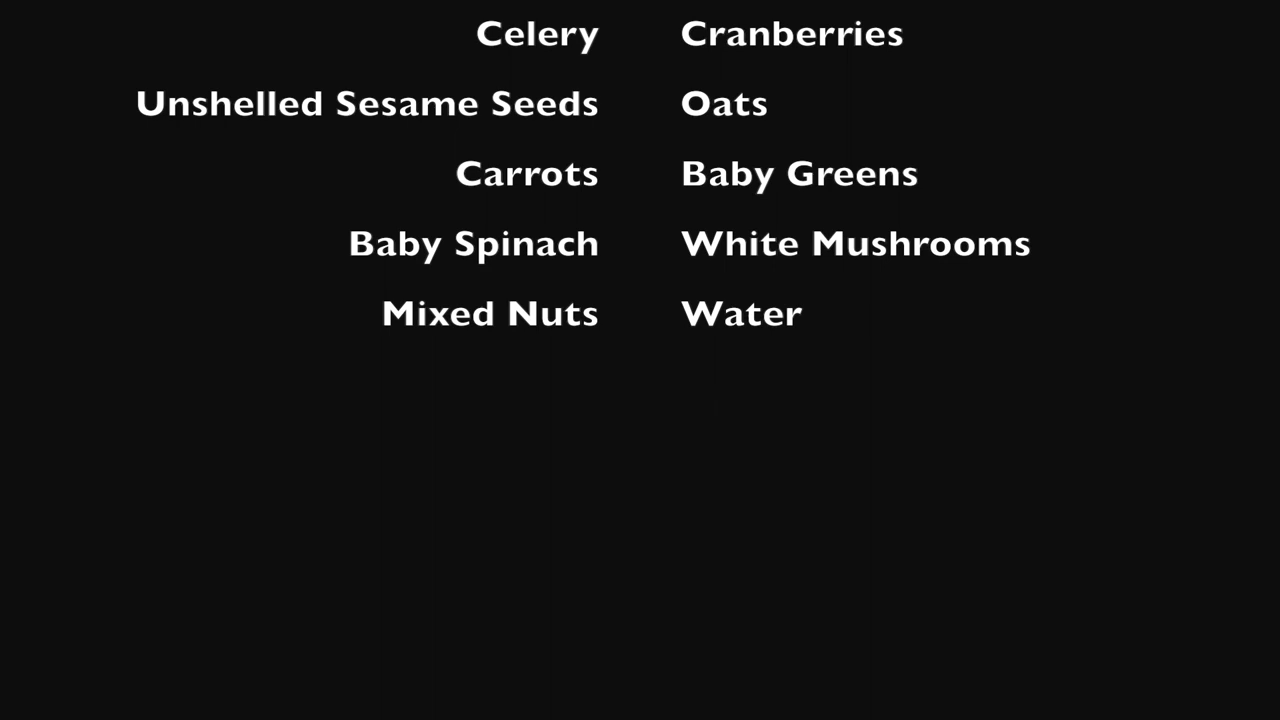 Celery Cranberries
Unshelled Sesame Seeds Oats
Carrots Baby Greens
Baby Spinach White Mushrooms
Mixed Nuts Water